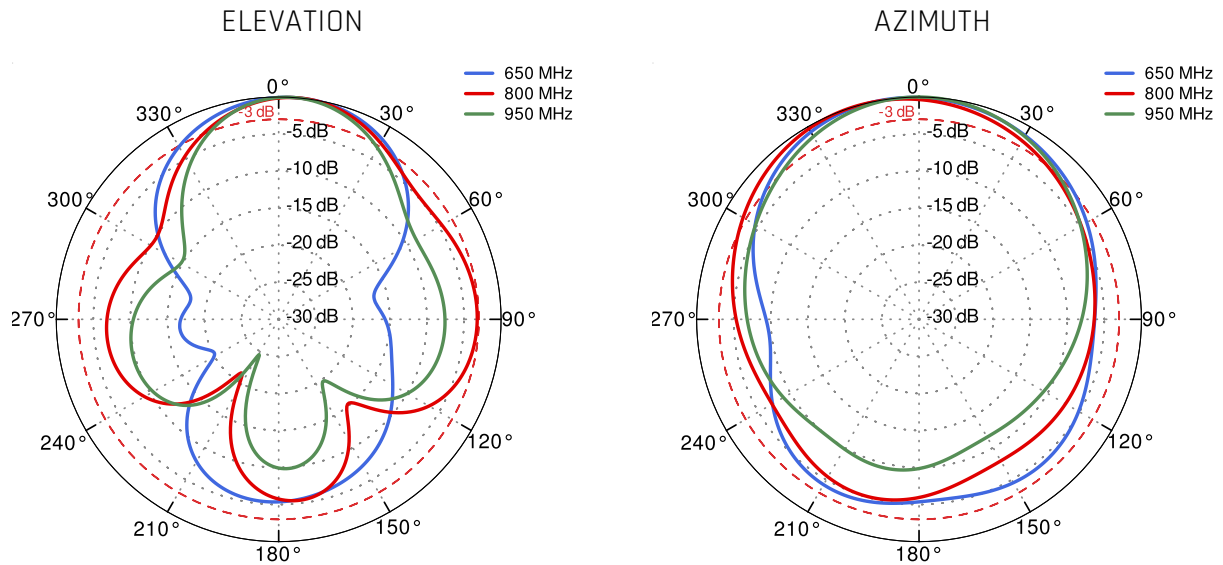 ELEVATION
650 MHz
800 MHz
950 MHz
0°
330°
30°
-3 dB
-5 dB
-10 dB
300°
60°
-15 dB
-20 dB
-25 dB
270°
-30 dB
90°
240°
120°
210°
150°
180°
AZIMUTH
650 MHz
800 MHz
950 MHz
0°
330°
30°
-3 dB
-5 dB
-10 dB
300°
60°
-15 dB
-20 dB
-25 dB
270°
-30 dB
90°
240°
120°
210°
150°
180°